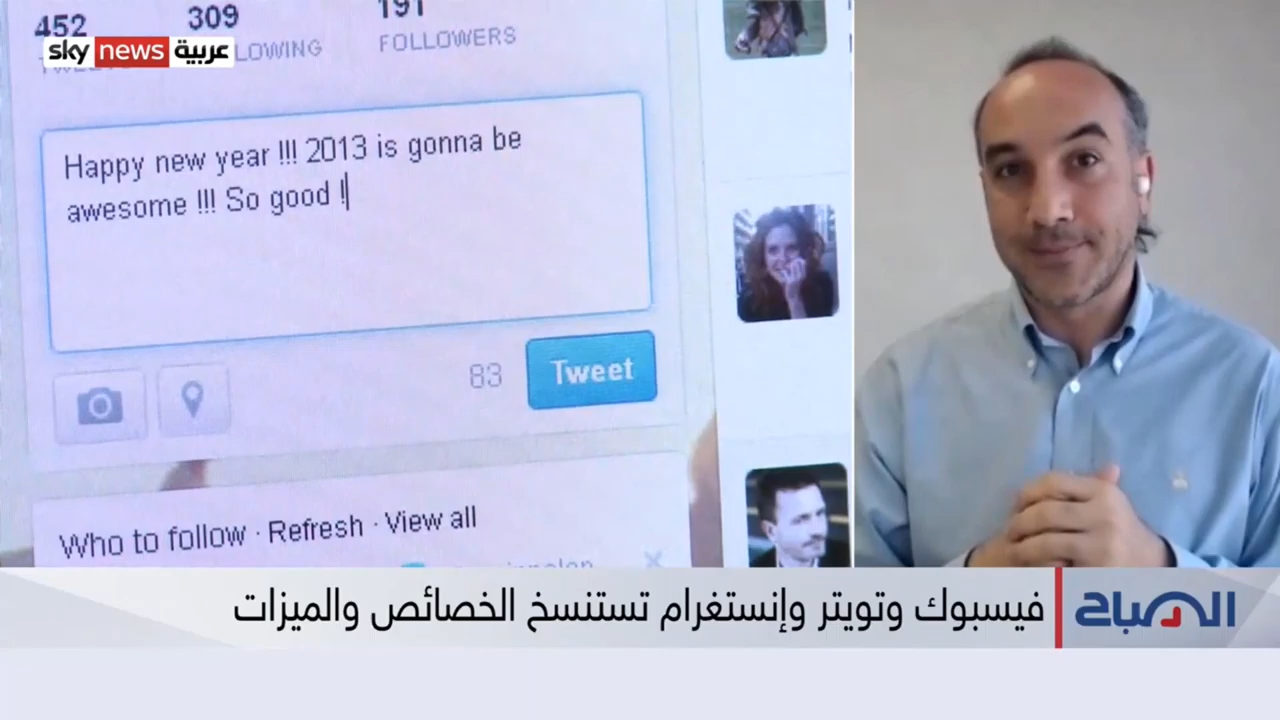 452
309
191
sky news عربية
LOWING
FOLLOWERS
Happy new year !!! 2013 is gonna be
awesome !!! So good !
83
Tweet
Who to follow · Refresh · View all
الصباح
فيسبوك وتويتر وإنستغرام تستنسخ الخصائص والميزات